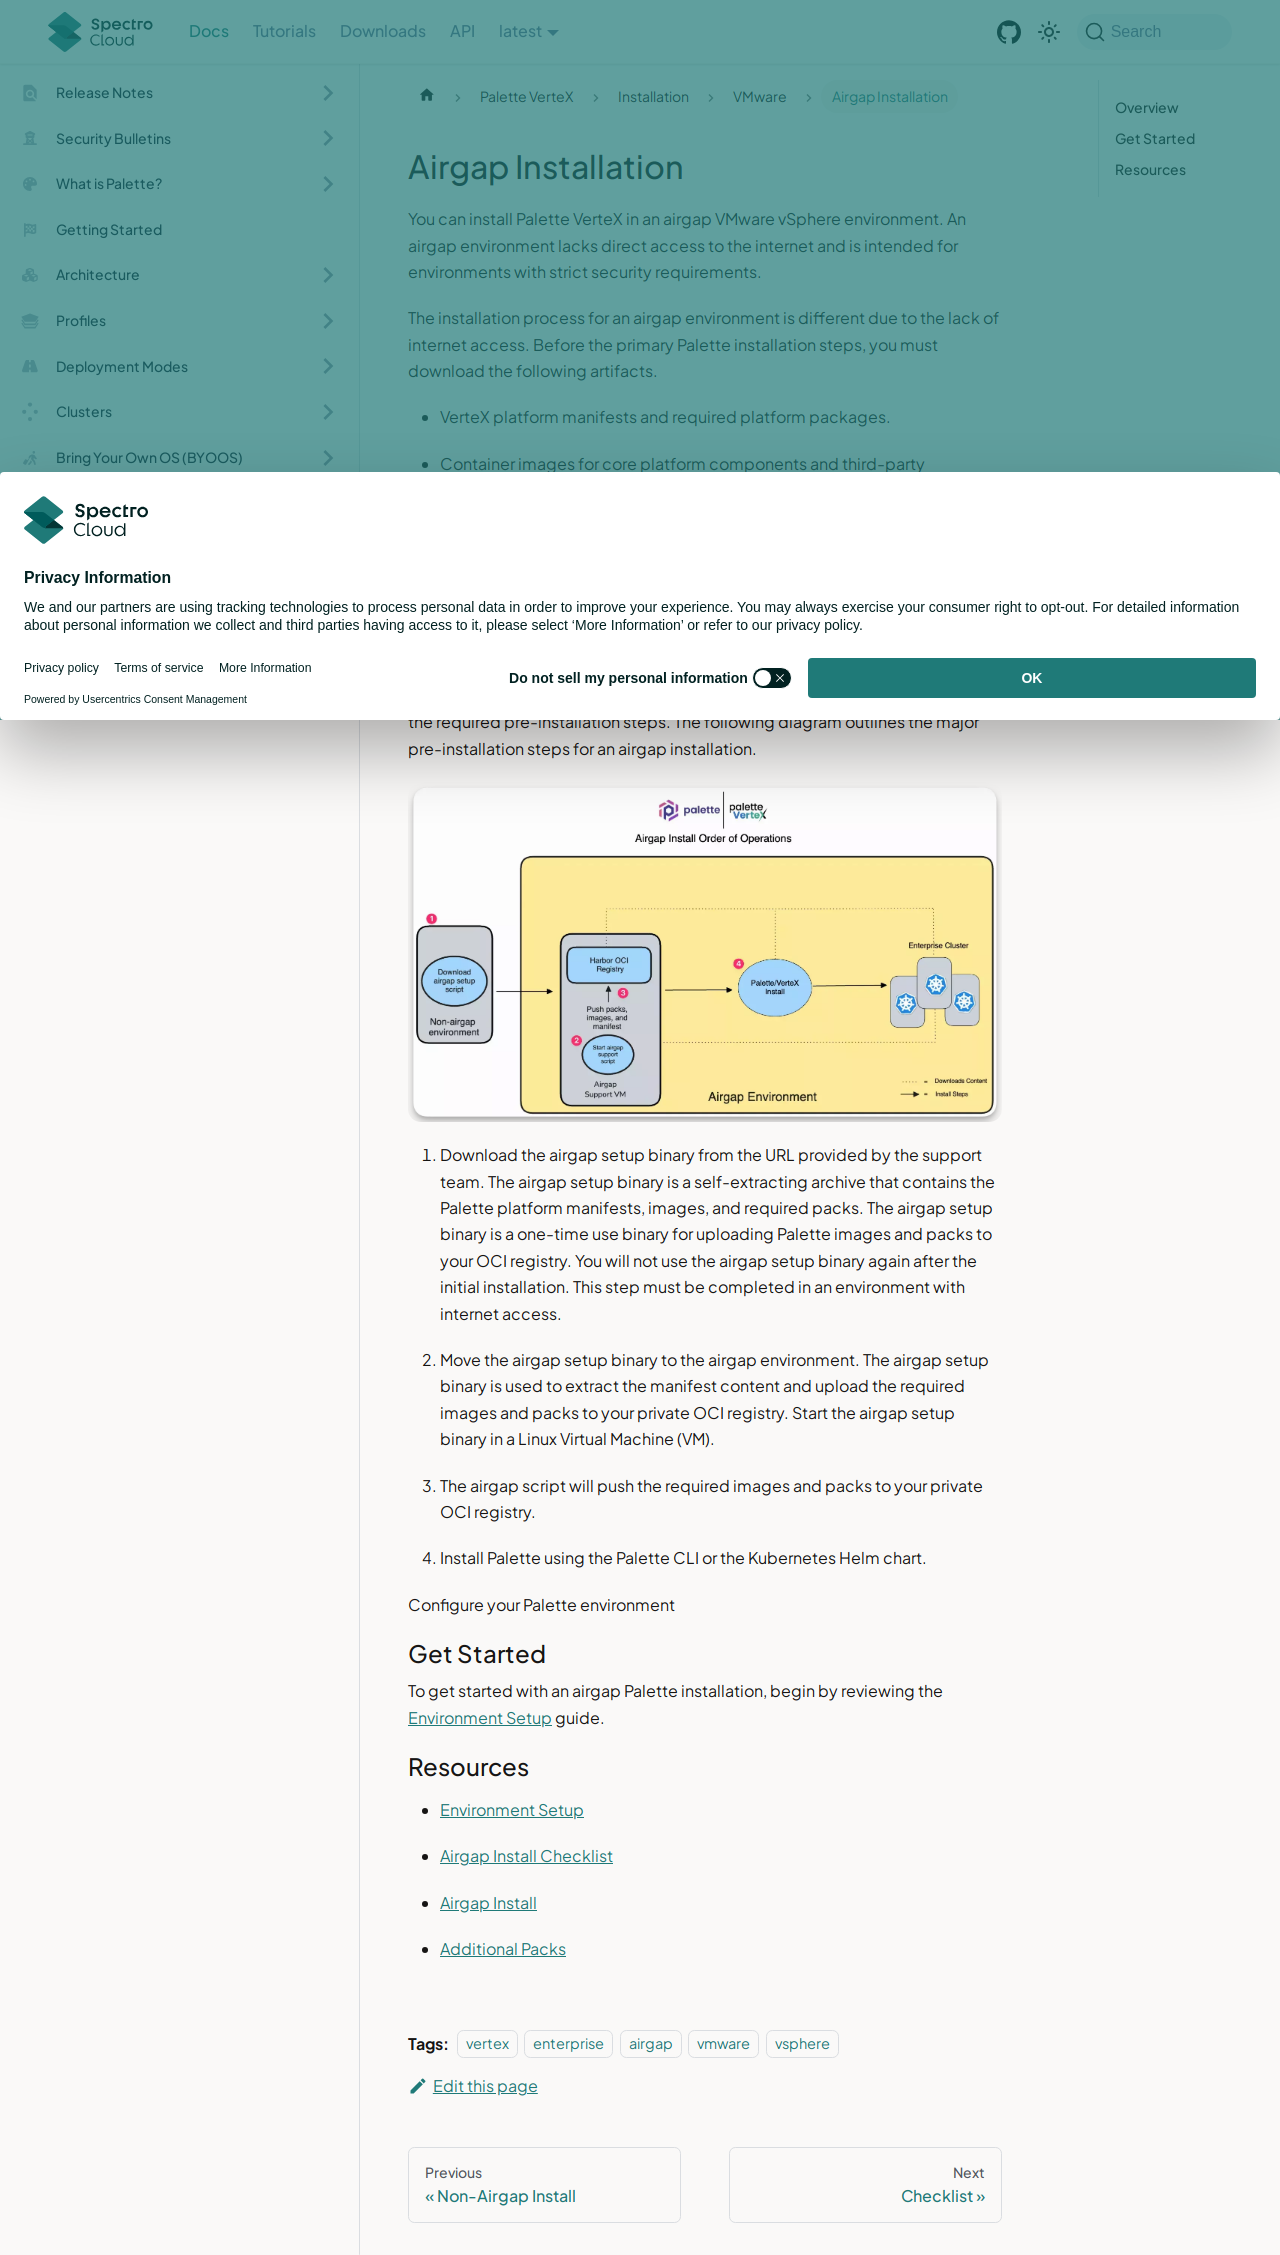 Spectro Cloud
Docs
Tutorials
Downloads
API
latest
Search
Release Notes
Security Bulletins
What is Palette?
Getting Started
Architecture
Profiles
Deployment Modes
Clusters
Bring Your Own OS (BYOOS)
Palette VerteX
Installation
VMware
Airgap Installation
Overview
Get Started
Resources
Airgap Installation
You can install Palette VerteX in an airgap VMware vSphere environment. An
airgap environment lacks direct access to the internet and is intended for
environments with strict security requirements.
The installation process for an airgap environment is different due to the lack of
internet access. Before the primary Palette installation steps, you must
download the following artifacts.
VerteX platform manifests and required platform packages.
Container images for core platform components and third-party
Spectro Cloud
Privacy Information
We and our partners are using tracking technologies to process personal data in order to improve your experience. You may always exercise your consumer right to opt-out. For detailed information
about personal information we collect and third parties having access to it, please select ‘More Information’ or refer to our privacy policy.
Privacy policy
Terms of service
More Information
Powered by Usercentrics Consent Management
Do not sell my personal information
OK
the required pre-installation steps. The following diagram outlines the major
pre-installation steps for an airgap installation.
palette
palette VerteX
Airgap Install Order of Operations
1
Download
airgap setup
script
Non-airgap
environment
Harbor OCI
Registry
3
Push packs,
images, and
manifest
2
Start airgap
support
script
Airgap
Support VM
4
Palette/VerteX
Install
Enterprise Cluster
Downloads Content
Install Steps
Airgap Environment
1. Download the airgap setup binary from the URL provided by the support
team. The airgap setup binary is a self-extracting archive that contains the
Palette platform manifests, images, and required packs. The airgap setup
binary is a one-time use binary for uploading Palette images and packs to
your OCI registry. You will not use the airgap setup binary again after the
initial installation. This step must be completed in an environment with
internet access.
2. Move the airgap setup binary to the airgap environment. The airgap setup
binary is used to extract the manifest content and upload the required
images and packs to your private OCI registry. Start the airgap setup
binary in a Linux Virtual Machine (VM).
3. The airgap script will push the required images and packs to your private
OCI registry.
4. Install Palette using the Palette CLI or the Kubernetes Helm chart.
Configure your Palette environment
Get Started
To get started with an airgap Palette installation, begin by reviewing the
Environment Setup guide.
Resources
Environment Setup
Airgap Install Checklist
Airgap Install
Additional Packs
Tags: vertex enterprise airgap vmware vsphere
Edit this page
Previous
« Non-Airgap Install
Next
Checklist »